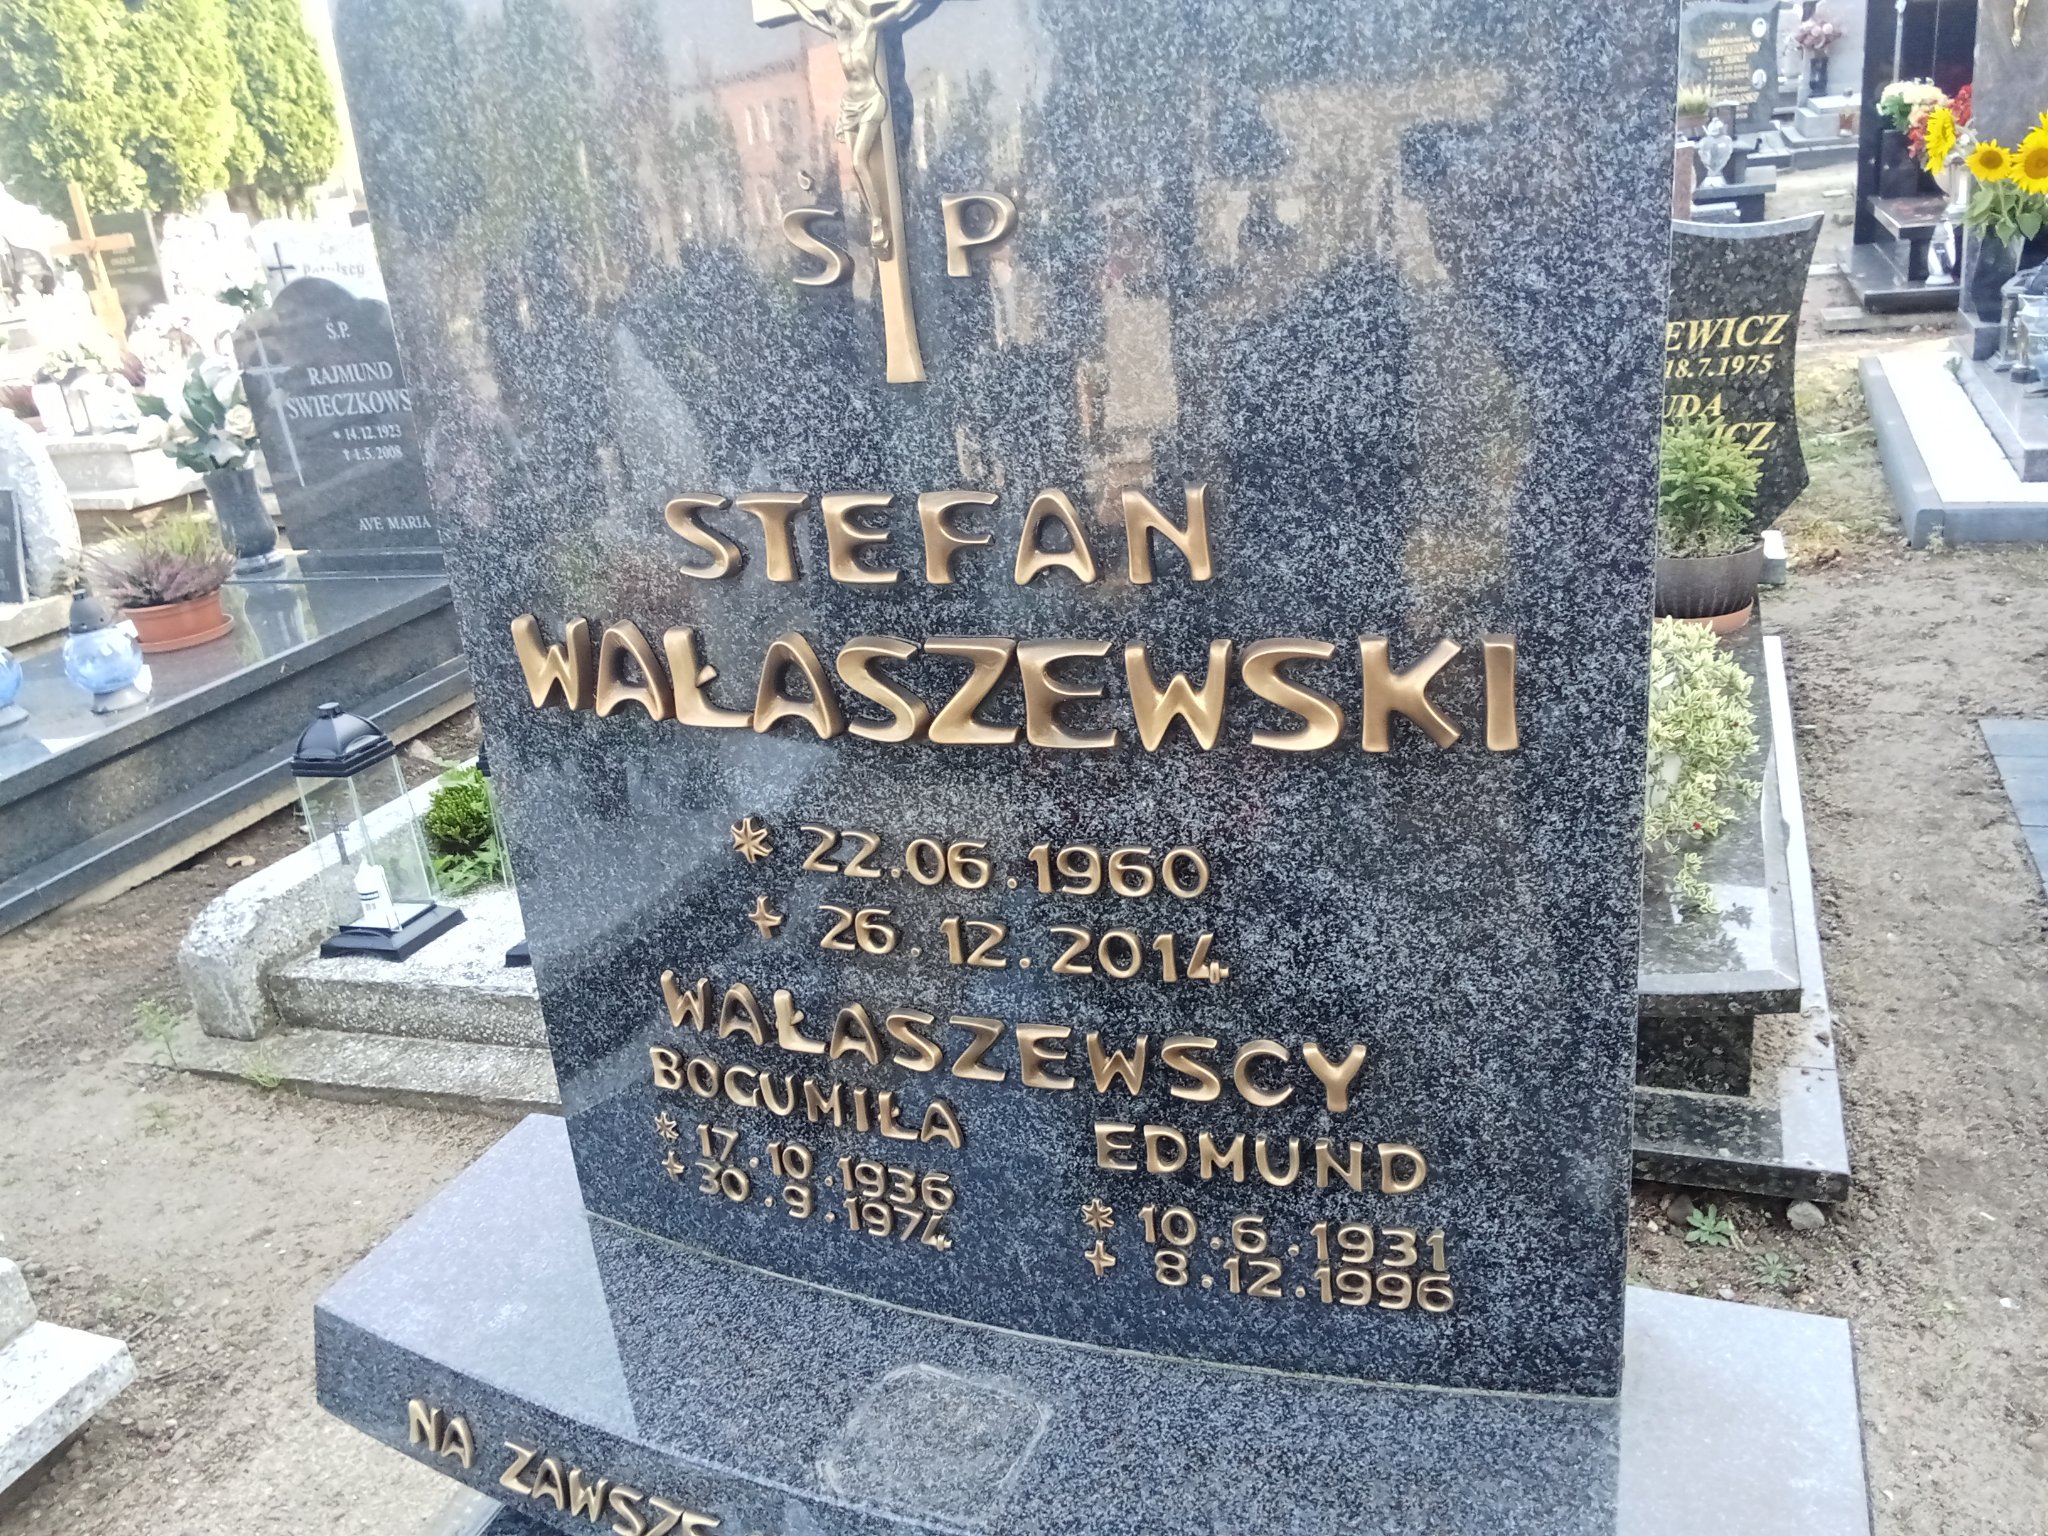 Ś P
STEFAN
WAŁASZEWSKI
* 22.06.1960
+ 26.12.2014
WAŁASZEWSCY
BOGUMIŁA
* 17.10.1936
+ 30.9.1974
EDMUND
* 10.6.1931
+ 8.12.1996
NA ZAWSZE
Ś.P.
RAJMUND
ŚWIECZKOWS
* 14.12.1923
† 1.5.2008
AVE MARIA
EWICZ
18.7.1975
UDA
ICZ